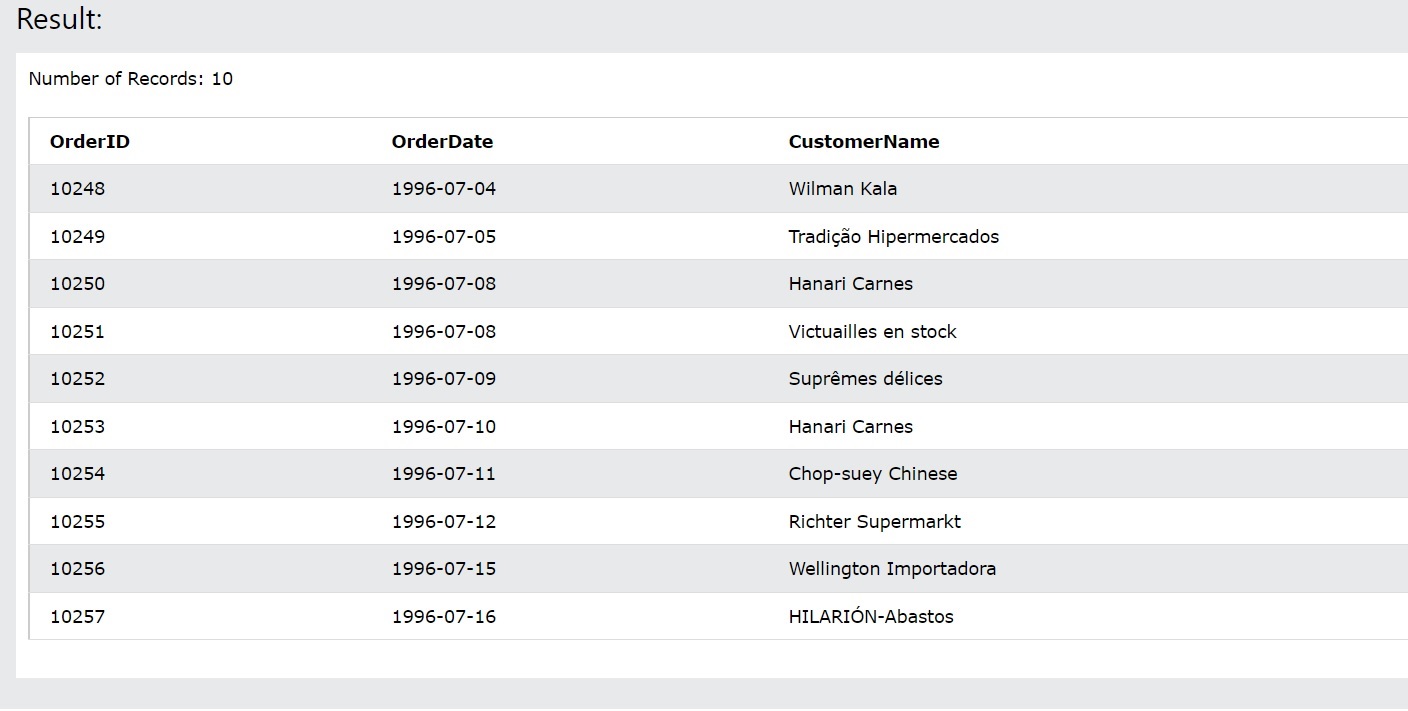 Result:
Number of Records: 10
OrderID OrderDate CustomerName
10248 1996-07-04 Wilman Kala
10249 1996-07-05 Tradição Hipermercados
10250 1996-07-08 Hanari Carnes
10251 1996-07-08 Victuailles en stock
10252 1996-07-09 Suprêmes délices
10253 1996-07-10 Hanari Carnes
10254 1996-07-11 Chop-suey Chinese
10255 1996-07-12 Richter Supermarkt
10256 1996-07-15 Wellington Importadora
10257 1996-07-16 HILARIÓN-Abastos